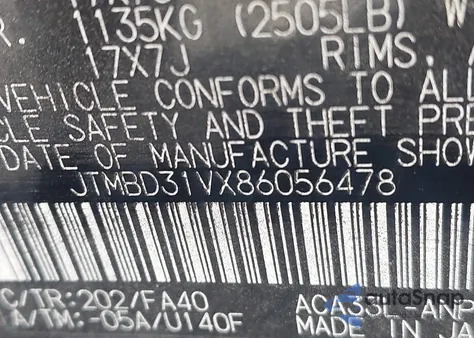 1135KG (2505LB) W
17X7J RIMS,
VEHICLE CONFORMS TO ALL
CLE SAFETY AND THEFT PRE
DATE OF MANUFACTURE SHOW
JTMBD31VX86056478
C/TR:202/FA40 ACA33L-ANP
A/TM:-05A/U140F MADE IN JA
autoSnap